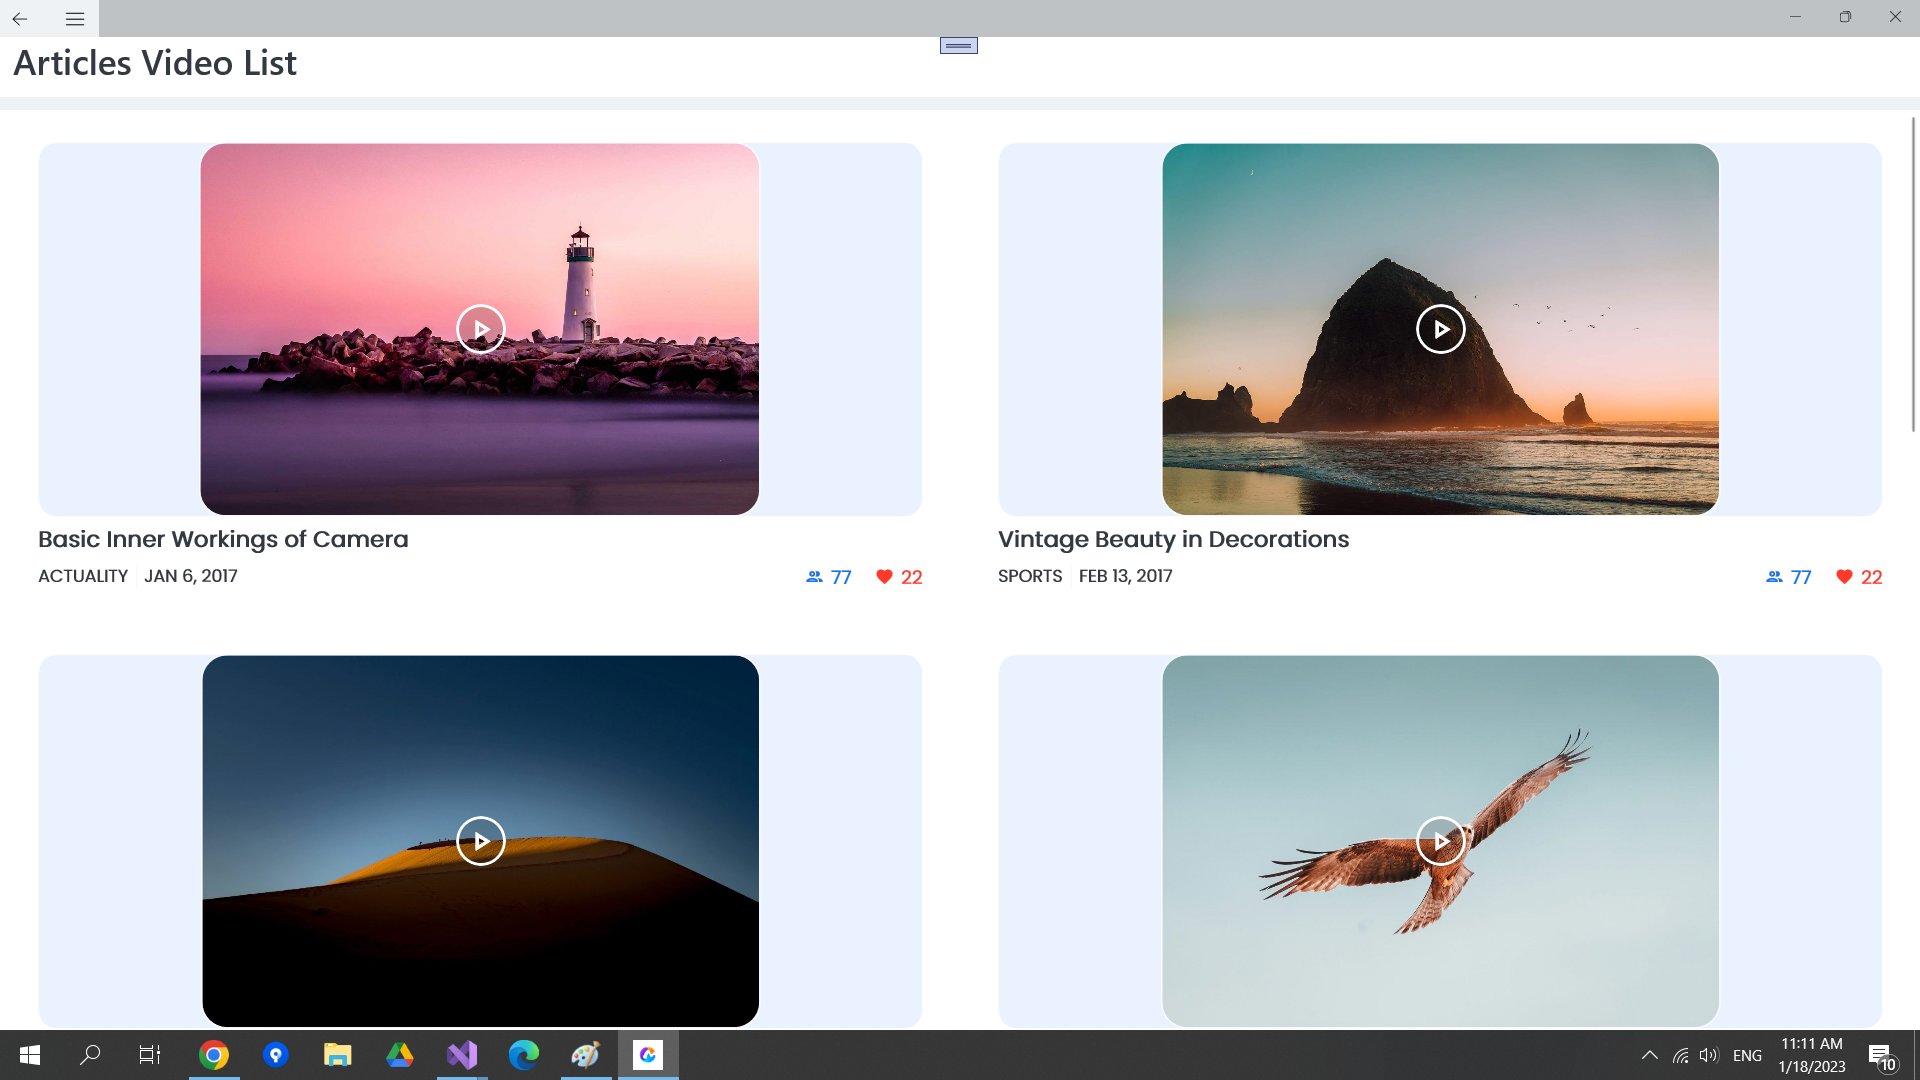 Articles Video List
Basic Inner Workings of Camera
ACTUALITY JAN 6, 2017 77 22
Vintage Beauty in Decorations
SPORTS FEB 13, 2017 77 22
ENG
11:11 AM
1/18/2023
10